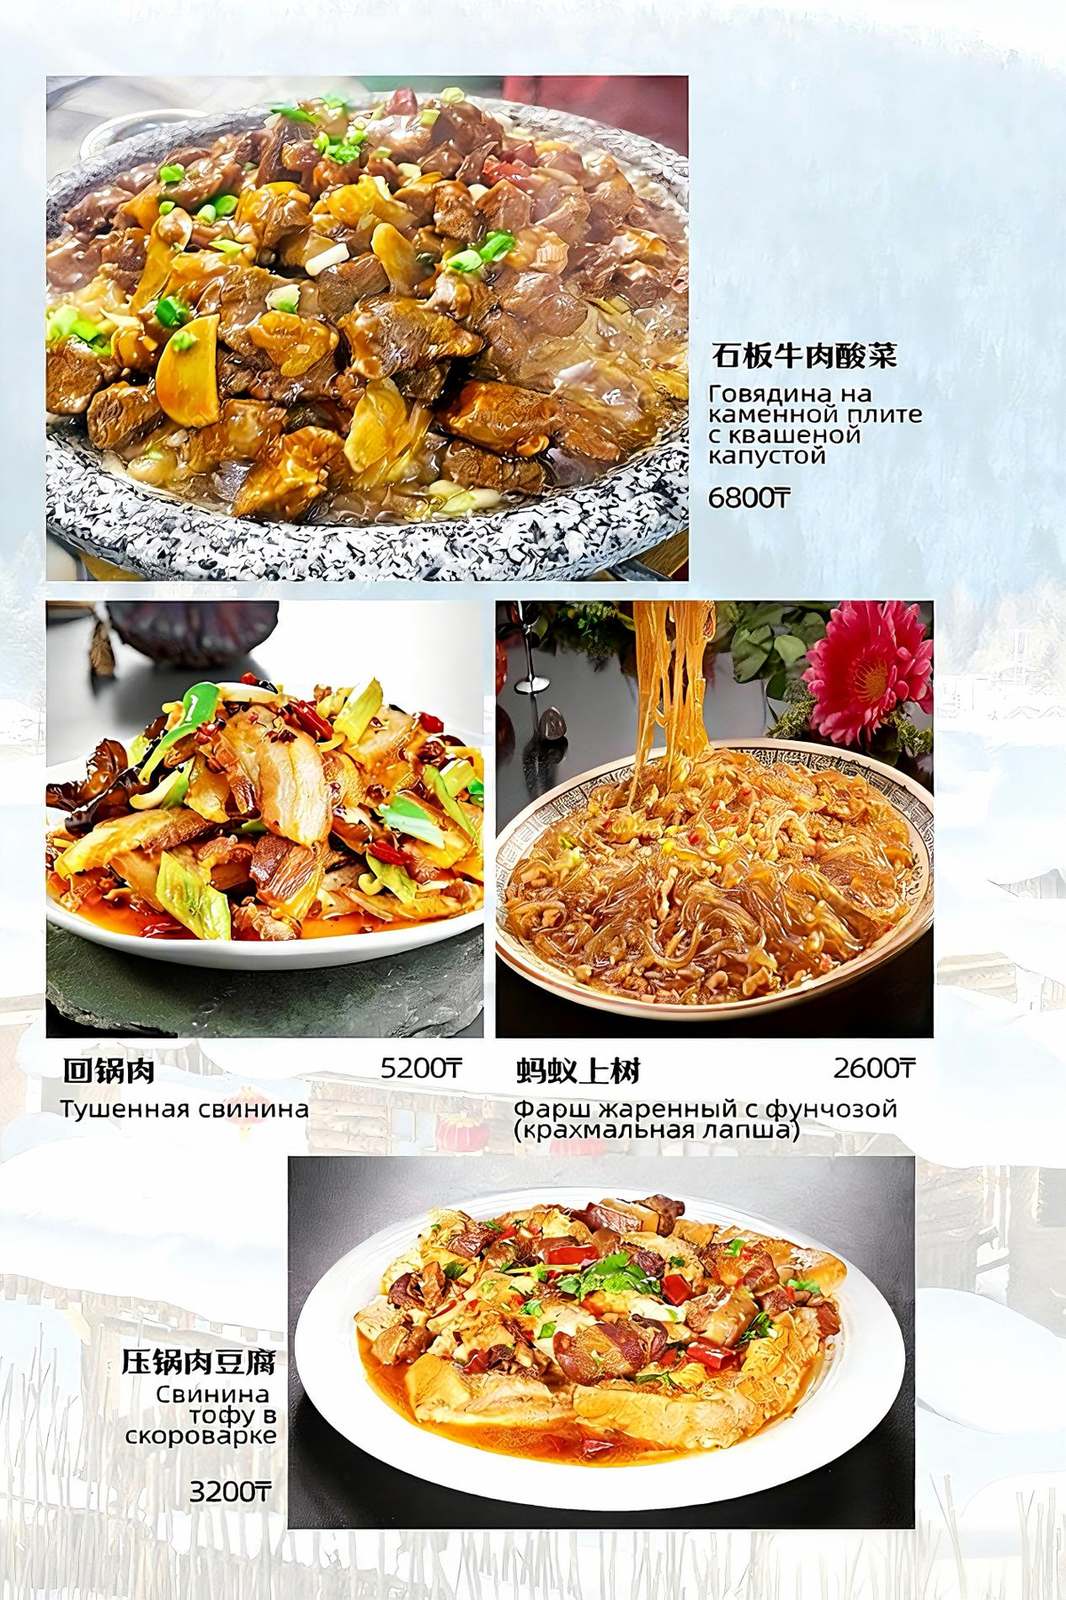 石板牛肉酸菜
Говядина на
каменной плите
с квашеной
капустой
6800₸
回锅肉 5200₸
Тушенная свинина
蚂蚁上树 2600₸
Фарш жаренный с фунчозой
(крахмальная лапша)
压锅肉豆腐
Свинина
тофу в
скороварке
3200₸